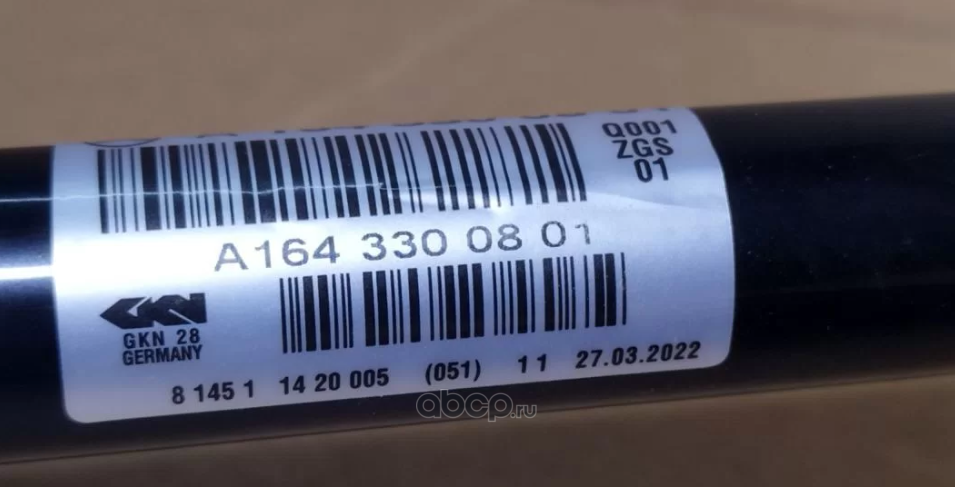 Q001
ZGS
01
A164 330 08 01
GKN
GKN 28
GERMANY
8 145 1 14 20 005 (051) 1 1 27.03.2022
abcp.ru